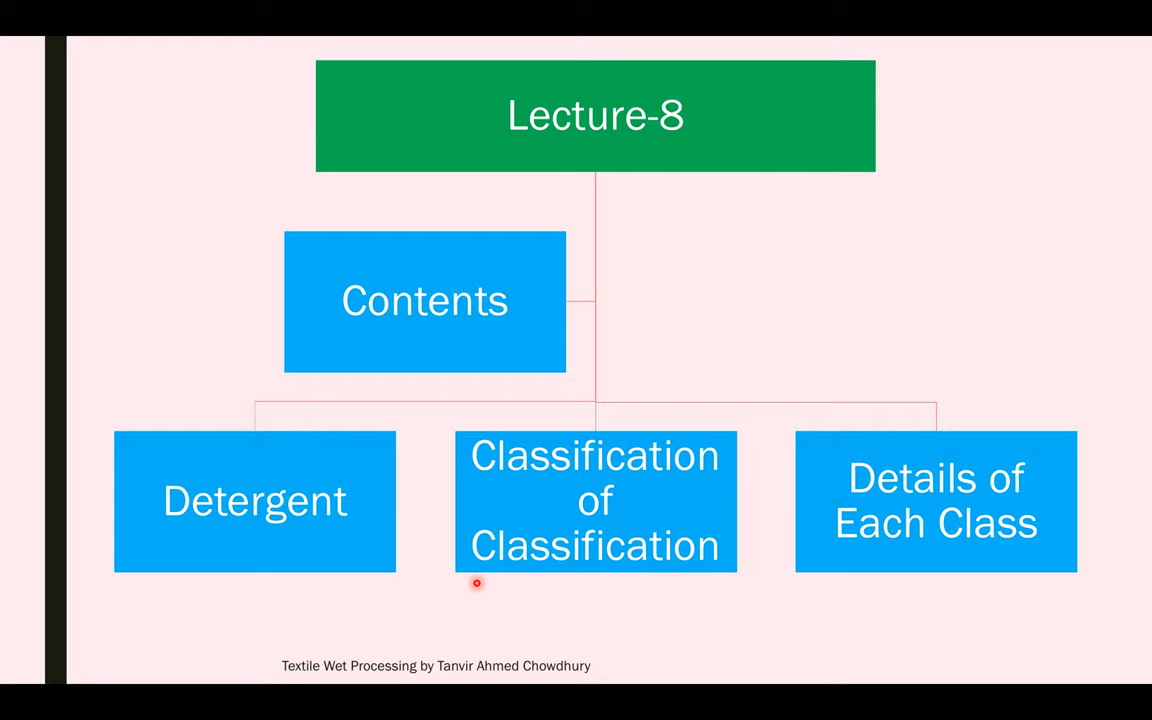 Lecture-8
Contents
Detergent
Classification
of
Classification
Details of
Each Class
Textile Wet Processing by Tanvir Ahmed Chowdhury